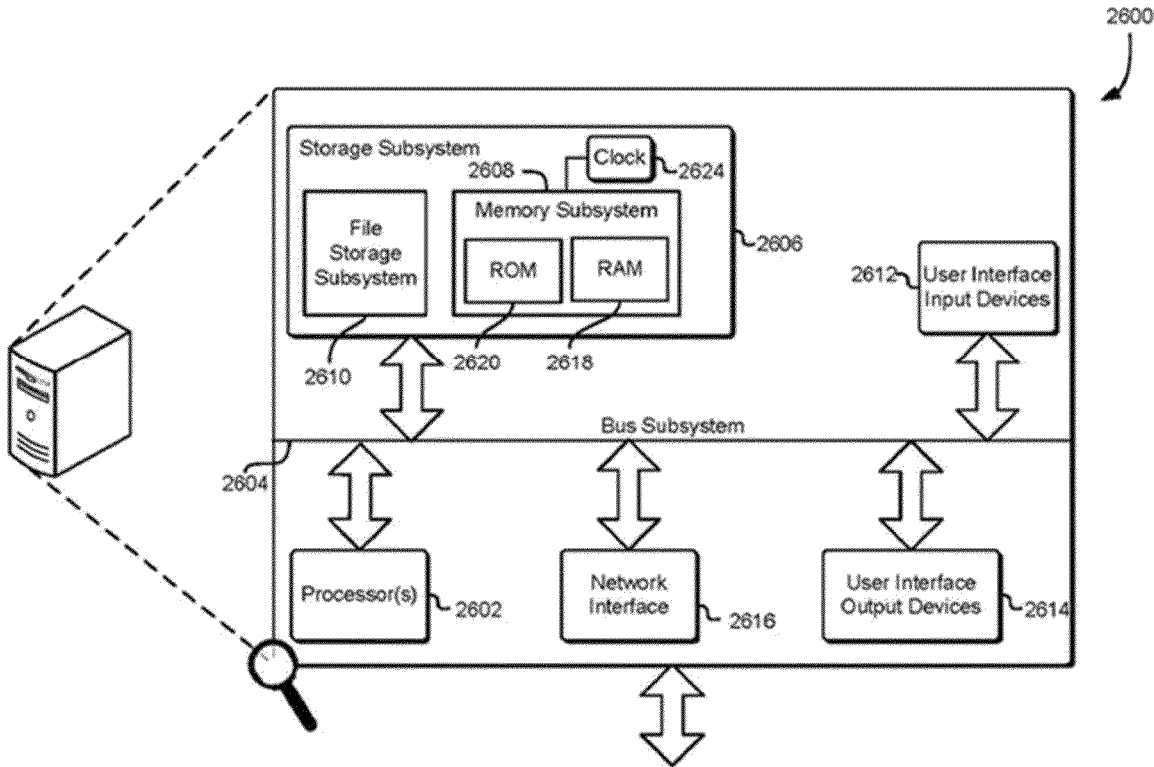 2600
Storage Subsystem
Clock
2624
2608
Memory Subsystem
File
Storage
Subsystem
ROM
RAM
2606
2612
User Interface
Input Devices
2610
2620
2618
Bus Subsystem
2604
Processor(s)
2602
Network
Interface
2616
User Interface
Output Devices
2614